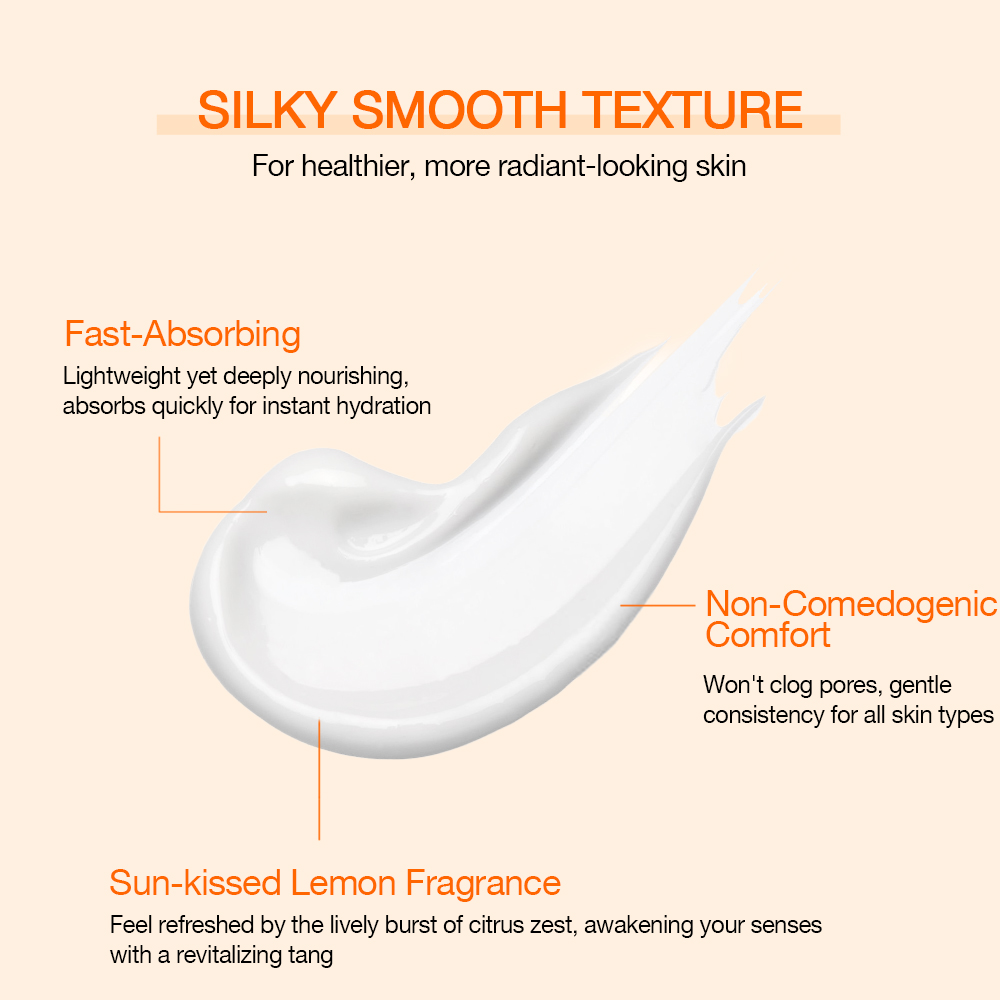 SILKY SMOOTH TEXTURE
For healthier, more radiant-looking skin
Fast-Absorbing
Lightweight yet deeply nourishing,
absorbs quickly for instant hydration
Non-Comedogenic
Comfort
Won't clog pores, gentle
consistency for all skin types
Sun-kissed Lemon Fragrance
Feel refreshed by the lively burst of citrus zest, awakening your senses
with a revitalizing tang